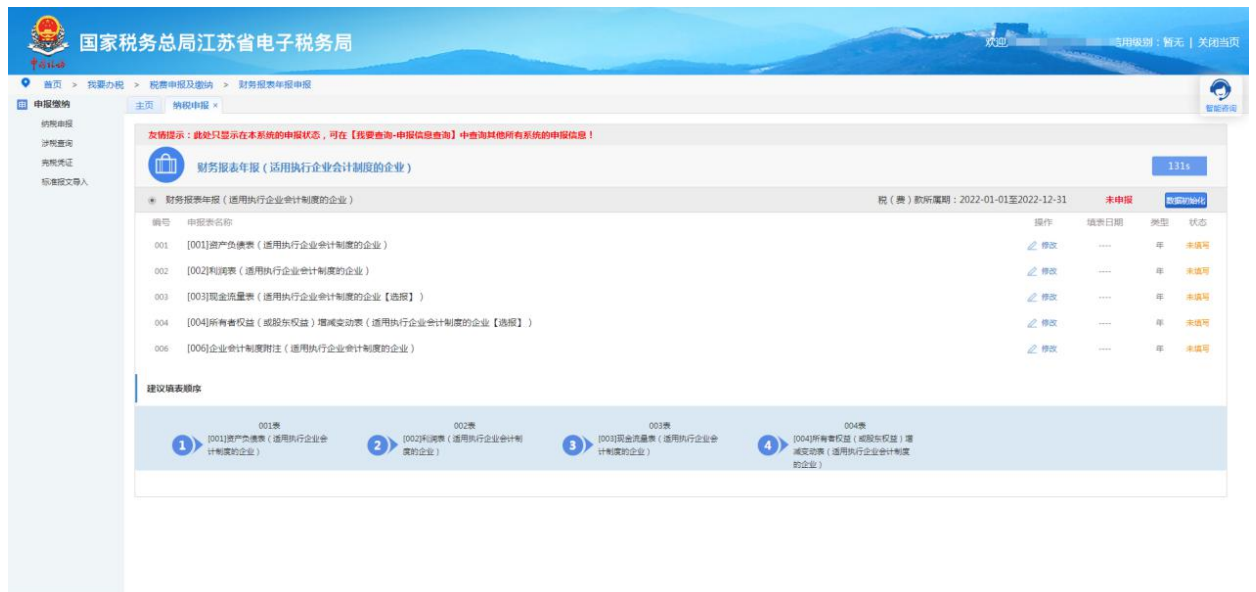 国家税务总局江苏省电子税务局
中国税务
欢迎
信用级别：暂无 | 关闭当页
首页 > 我要办税 > 税费申报及缴纳 > 财务报表年报申报
智能咨询
申报缴纳
纳税申报
涉税查询
完税凭证
标准报文导入
主页 纳税申报 ×
友情提示：此处只显示在本系统的申报状态，可在【我要查询-申报信息查询】中查询其他所有系统的申报信息！
财务报表年报（适用执行企业会计制度的企业） 131s
财务报表年报（适用执行企业会计制度的企业） 税（费）款所属期：2022-01-01至2022-12-31 未申报 数据初始化
编号 申报表名称 操作 填表日期 类型 状态
001 [001]资产负债表（适用执行企业会计制度的企业） 修改 ---- 年 未填写
002 [002]利润表（适用执行企业会计制度的企业） 修改 ---- 年 未填写
003 [003]现金流量表（适用执行企业会计制度的企业【选报】） 修改 ---- 年 未填写
004 [004]所有者权益（或股东权益）增减变动表（适用执行企业会计制度的企业【选报】） 修改 ---- 年 未填写
006 [006]企业会计制度附注（适用执行企业会计制度的企业） 修改 ---- 年 未填写
建议填表顺序
1
001表
[001]资产负债表（适用执行企业会
计制度的企业）
2
002表
[002]利润表（适用执行企业会计制
度的企业）
3
003表
[003]现金流量表（适用执行企业会
计制度的企业）
4
004表
[004]所有者权益（或股东权益）增
减变动表（适用执行企业会计制度
的企业）